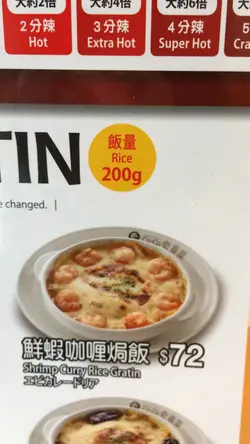 大約2倍 大約4倍 大約6倍
2 分辣 3 分辣 4 分辣 5
Hot Extra Hot Super Hot Cra
TIN
飯量
Rice
200g
e changed.
鮮蝦咖喱焗飯 $72
Shrimp Curry Rice Gratin
エビカレードリア